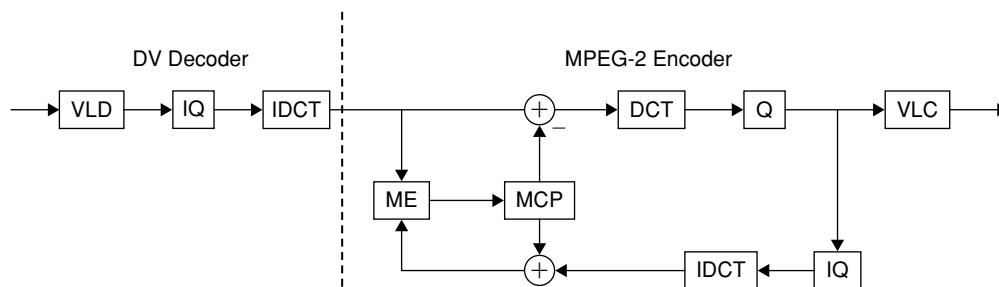 DV Decoder
MPEG-2 Encoder
VLD
IQ
IDCT
+
−
DCT
Q
VLC
ME
MCP
+
IDCT
IQ